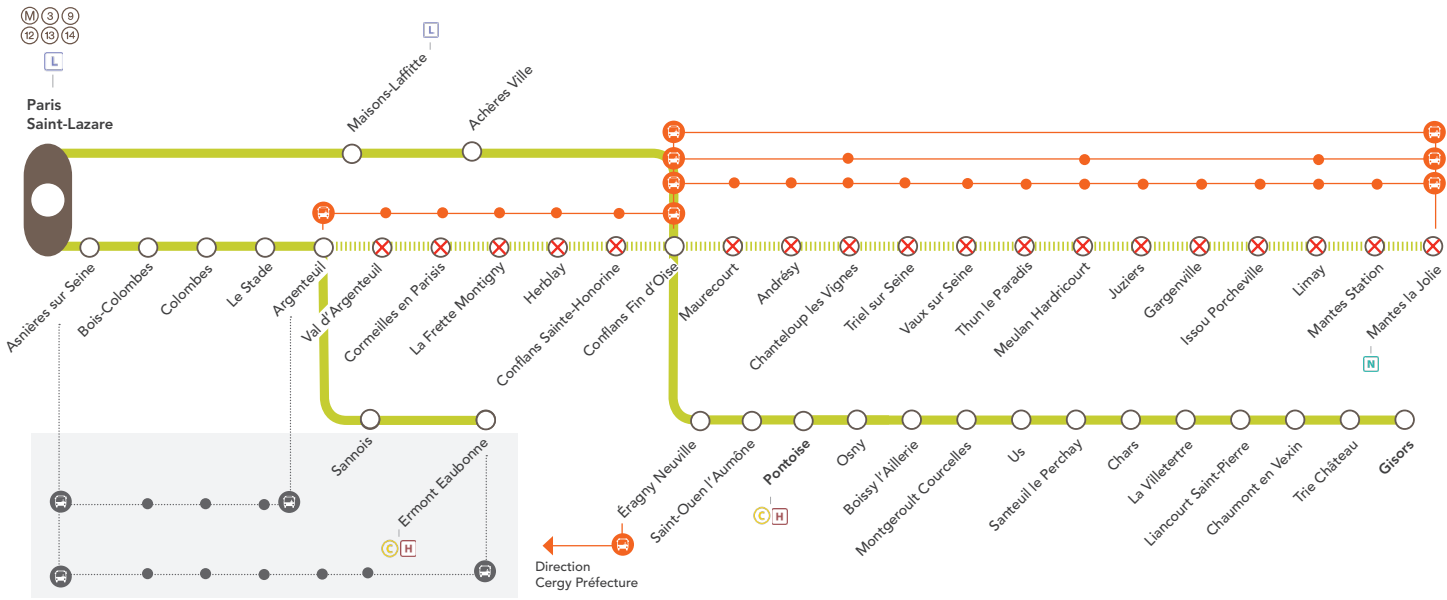 M 3 9
12 13 14
L
Paris
Saint-Lazare
L
Maisons-Laffitte
Achères Ville
Asnières sur Seine
Bois-Colombes
Colombes
Le Stade
Argenteuil
Val d'Argenteuil
Cormeilles en Parisis
La Frette Montigny
Herblay
Conflans Sainte-Honorine
Conflans Fin d'Oise
Maurecourt
Andrésy
Chanteloup les Vignes
Triel sur Seine
Vaux sur Seine
Thun le Paradis
Meulan Hardricourt
Juziers
Gargenville
Issou Porcheville
Limay
Mantes Station
Mantes la Jolie
N
Sannois
Ermont Eaubonne
C H
Éragny Neuville
Saint-Ouen l'Aumône
Pontoise
C H
Osny
Boissy l'Aillerie
Montgeroult Courcelles
Us
Santeuil le Perchay
Chars
La Villetertre
Liancourt Saint-Pierre
Chaumont en Vexin
Trie Château
Gisors
Direction
Cergy Préfecture